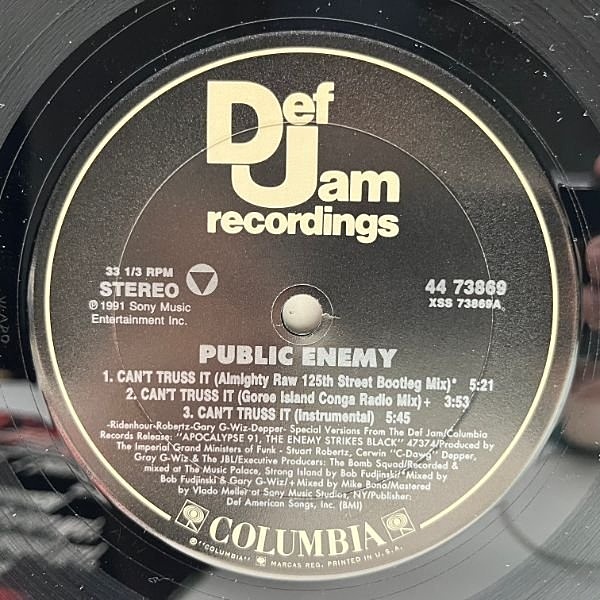 Def
Jam
recordings
33 1/3 RPM
STEREO
℗ 1991 Sony Music
Entertainment Inc.
44 73869
XSS 73869A
PUBLIC ENEMY
1. CAN'T TRUSS IT (Almighty Raw 125th Street Bootleg Mix)* 5:21
2. CAN'T TRUSS IT (Goree Island Conga Radio Mix) + 3:53
3. CAN'T TRUSS IT (Instrumental) 5:45
-Ridenhour-Robertz-Gary G-Wiz-Depper- Special Versions From The Def Jam/Columbia
Records Release: "APOCALYPSE 91, THE ENEMY STRIKES BLACK" 47374/Produced by
The Imperial Grand Ministers of Funk - Stuart Robertz, Cerwin "C-Dawg" Depper,
Gray G-Wiz & The JBL/Executive Producers: The Bomb Squad/Recorded &
mixed at The Music Palace, Strong Island by Bob Fudjinski/*Mixed by
Bob Fudjinski & Gary G-Wiz/+Mixed by Mike Bono/Mastered
by Vlado Meller at Sony Music Studios, NY/Publisher:
Def American Songs, Inc. (BMI)
COLUMBIA
® "COLUMBIA" MARCAS REG. PRINTED IN U.S.A.